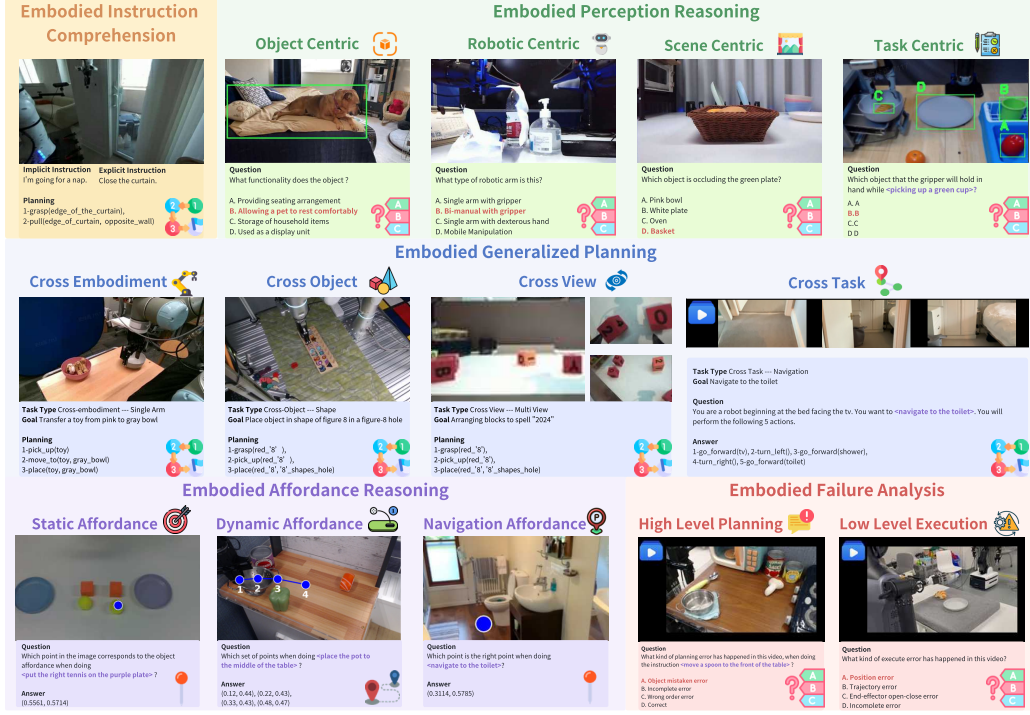 Embodied Instruction
Comprehension
Implicit Instruction
Explicit Instruction
I'm going for a nap.
Close the curtain.
Planning
1-grasp(edge_of_the_curtain),
2-pull(edge_of_curtain, opposite_wall)
2
1
3
Embodied Perception Reasoning
Object Centric
Question
What functionality does the object ?
A. Providing seating arrangement
B. Allowing a pet to rest comfortably
C. Storage of household items
D. Used as a display unit
A
B
C
Robotic Centric
Question
What type of robotic arm is this?
A. Single arm with gripper
B. Bi-manual with gripper
C. Single arm with dexterous hand
D. Mobile Manipulation
A
B
C
Scene Centric
Question
Which object is occluding the green plate?
A. Pink bowl
B. White plate
C. Oven
D. Basket
A
B
C
Task Centric
C
D
B
A
Question
Which object that the gripper will hold in
hand while <picking up a green cup>?
A. A
B.B
C.C
D D
A
B
C
Embodied Generalized Planning
Cross Embodiment
Task Type Cross-embodiment --- Single Arm
Goal Transfer a toy from pink to gray bowl
Planning
1-pick_up(toy)
2-move_to(toy, gray_bowl)
3-place(toy, gray_bowl)
2
1
3
Cross Object
Task Type Cross-Object --- Shape
Goal Place object in shape of figure 8 in a figure-8 hole
Planning
1-grasp(red_'8' ),
2-pick_up(red_'8' ),
3-place(red_'8', '8'_shapes_hole)
2
1
3
Cross View
Task Type Cross View --- Multi View
Goal Arranging blocks to spell "2024"
Planning
1-grasp(red_'8'),
2-pick_up(red_'8'),
3-place(red_'8', '8'_shapes_hole)
2
1
3
Cross Task
Task Type Cross Task --- Navigation
Goal Navigate to the toilet
Question
You are a robot beginning at the bed facing the tv. You want to <navigate to the toilet>. You will
perform the following 5 actions.
Answer
1-go_forward(tv), 2-turn_left(), 3-go_forward(shower),
4-turn_right(), 5-go_forward(toilet)
2
1
3
Embodied Affordance Reasoning
Static Affordance
Question
Which point in the image corresponds to the object
affordance when doing
<put the right tennis on the purple plate> ?
Answer
(0.5561, 0.5714)
Dynamic Affordance
1 2 3 4
Question
Which set of points when doing <place the pot to
the middle of the table> ?
Answer
(0.12, 0.44), (0.22, 0.43),
(0.33, 0.43), (0.48, 0.47)
Navigation Affordance
P
Question
Which point is the right point when doing
<navigate to the toilet>?
Answer
(0.3114, 0.5785)
Embodied Failure Analysis
High Level Planning
Question
What kind of planning error has happened in this video, when doing
the instruction <move a spoon to the front of the table> ?
A. Object mistaken error
B. Incomplete error
C. Wrong order error
D. Correct
A
B
C
Low Level Execution
Question
What kind of execute error has happened in this video?
A. Position error
B. Trajectory error
C. End-effector open-close error
D. Incomlete error
A
B
C